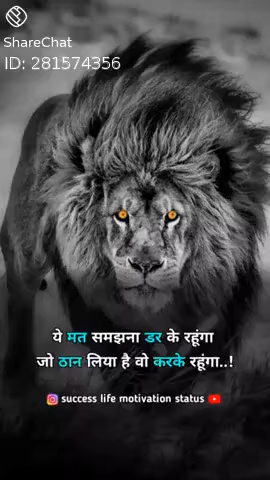 ShareChat
ID: 281574356
ये मत समझना डर के रहूंगा
जो ठान लिया है वो करके रहूंगा..!
success life motivation status